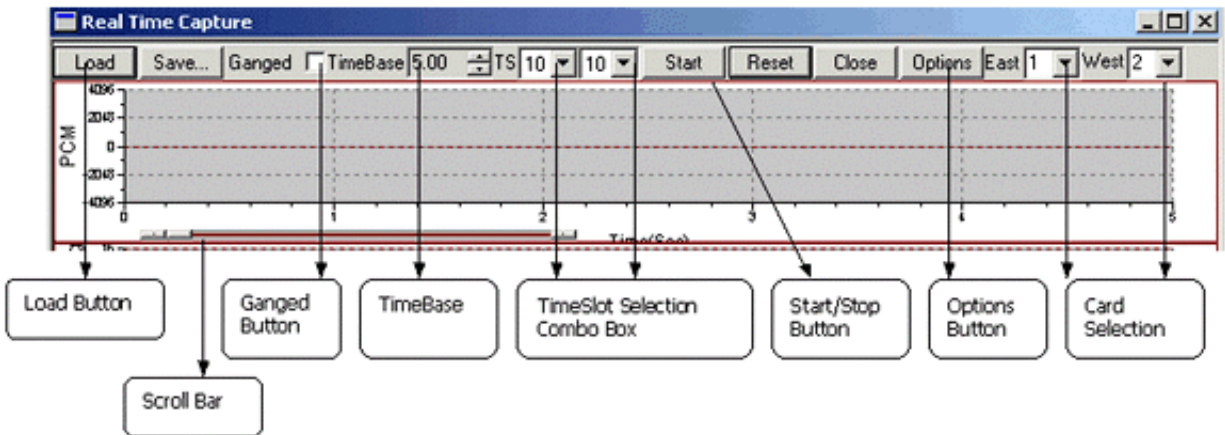 Real Time Capture
Load Save... Ganged TimeBase 5.00 TS 10 10 Start Reset Close Options East 1 West 2
4096
2048
0
-2048
-4096
PCM
0 1 2 3 4 5
Time(Sec)
Load Button
Ganged Button
TimeBase
TimeSlot Selection Combo Box
Start/Stop Button
Options Button
Card Selection
Scroll Bar